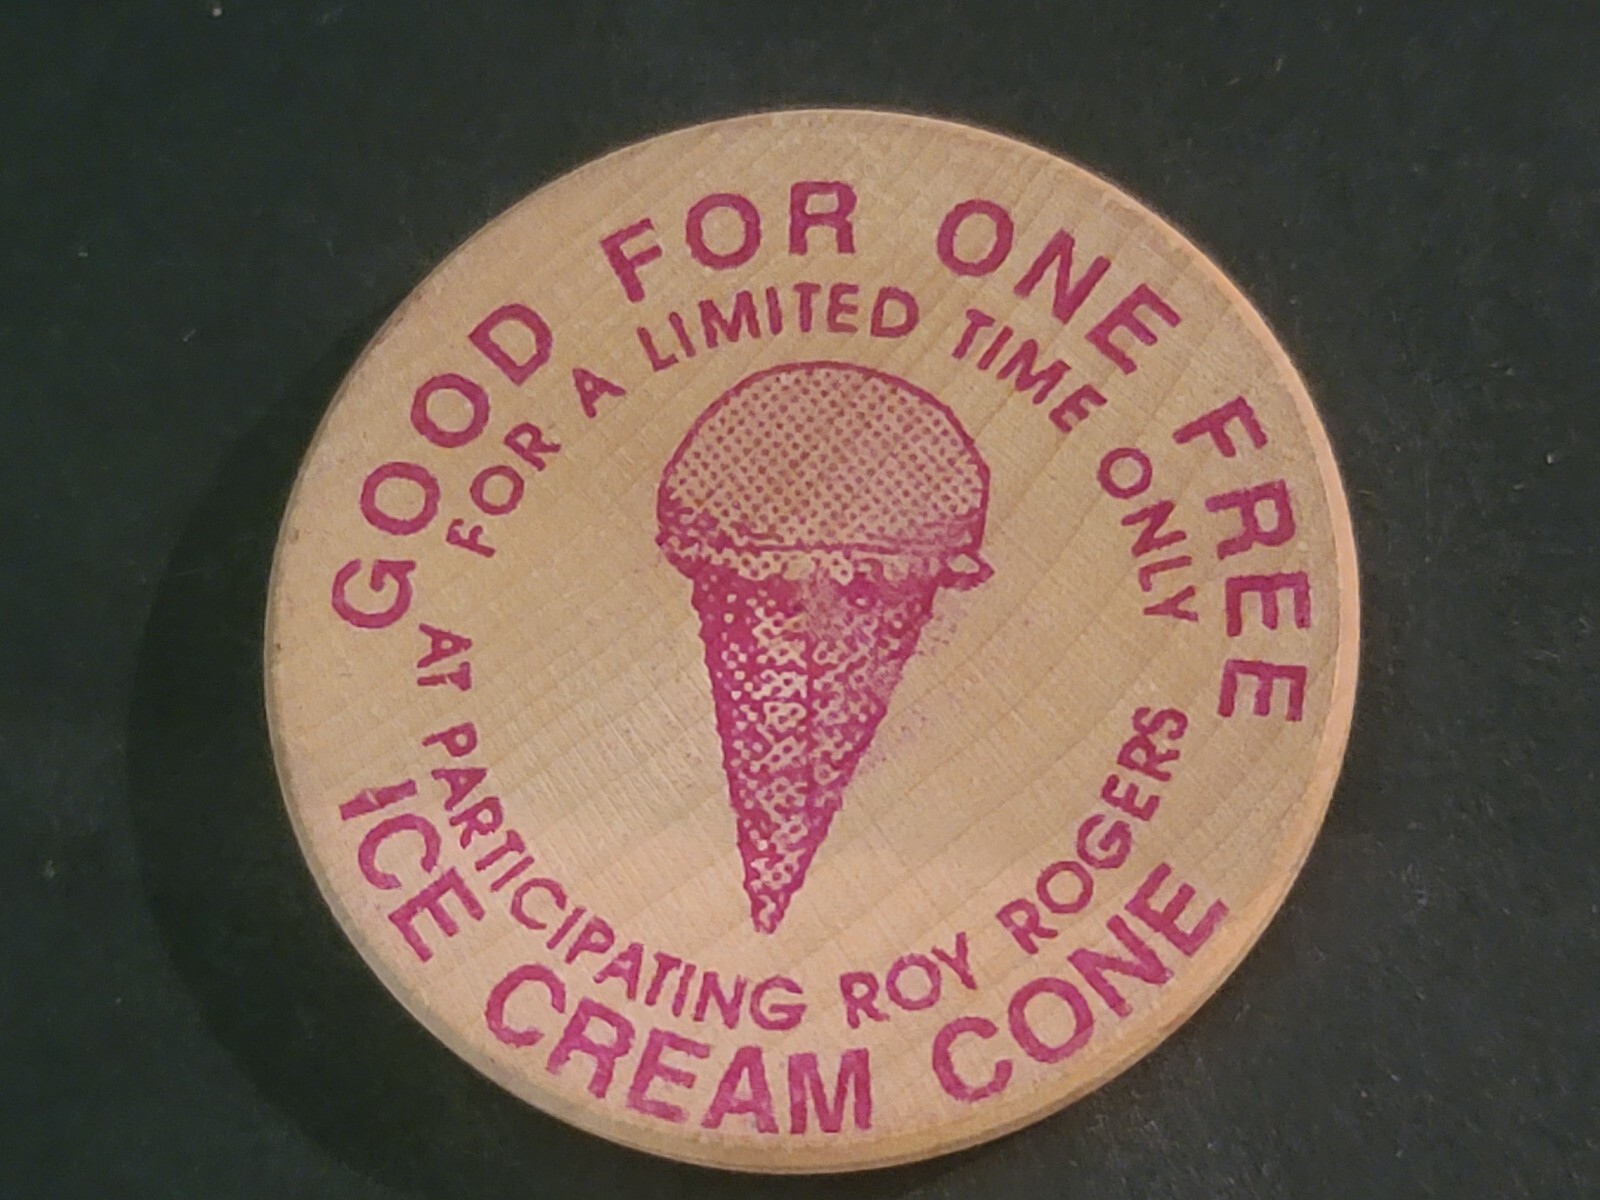 GOOD FOR ONE FREE
FOR A LIMITED TIME ONLY
AT PARTICIPATING ROY ROGERS
ICE CREAM CONE